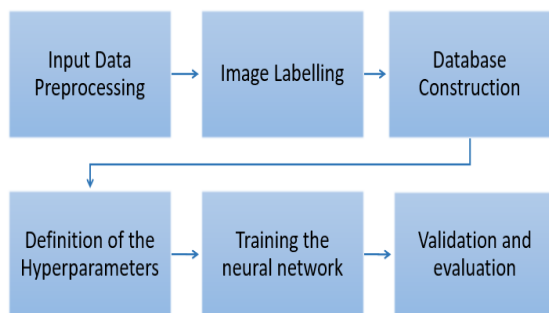 Input Data
Preprocessing
Image Labelling
Database
Construction
Definition of the
Hyperparameters
Training the
neural network
Validation and
evaluation